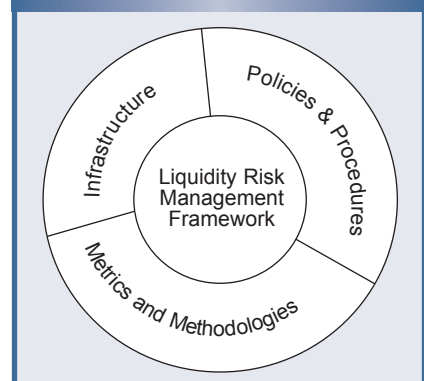 Infrastructure
Policies & Procedures
Liquidity Risk
Management
Framework
Metrics and Methodologies